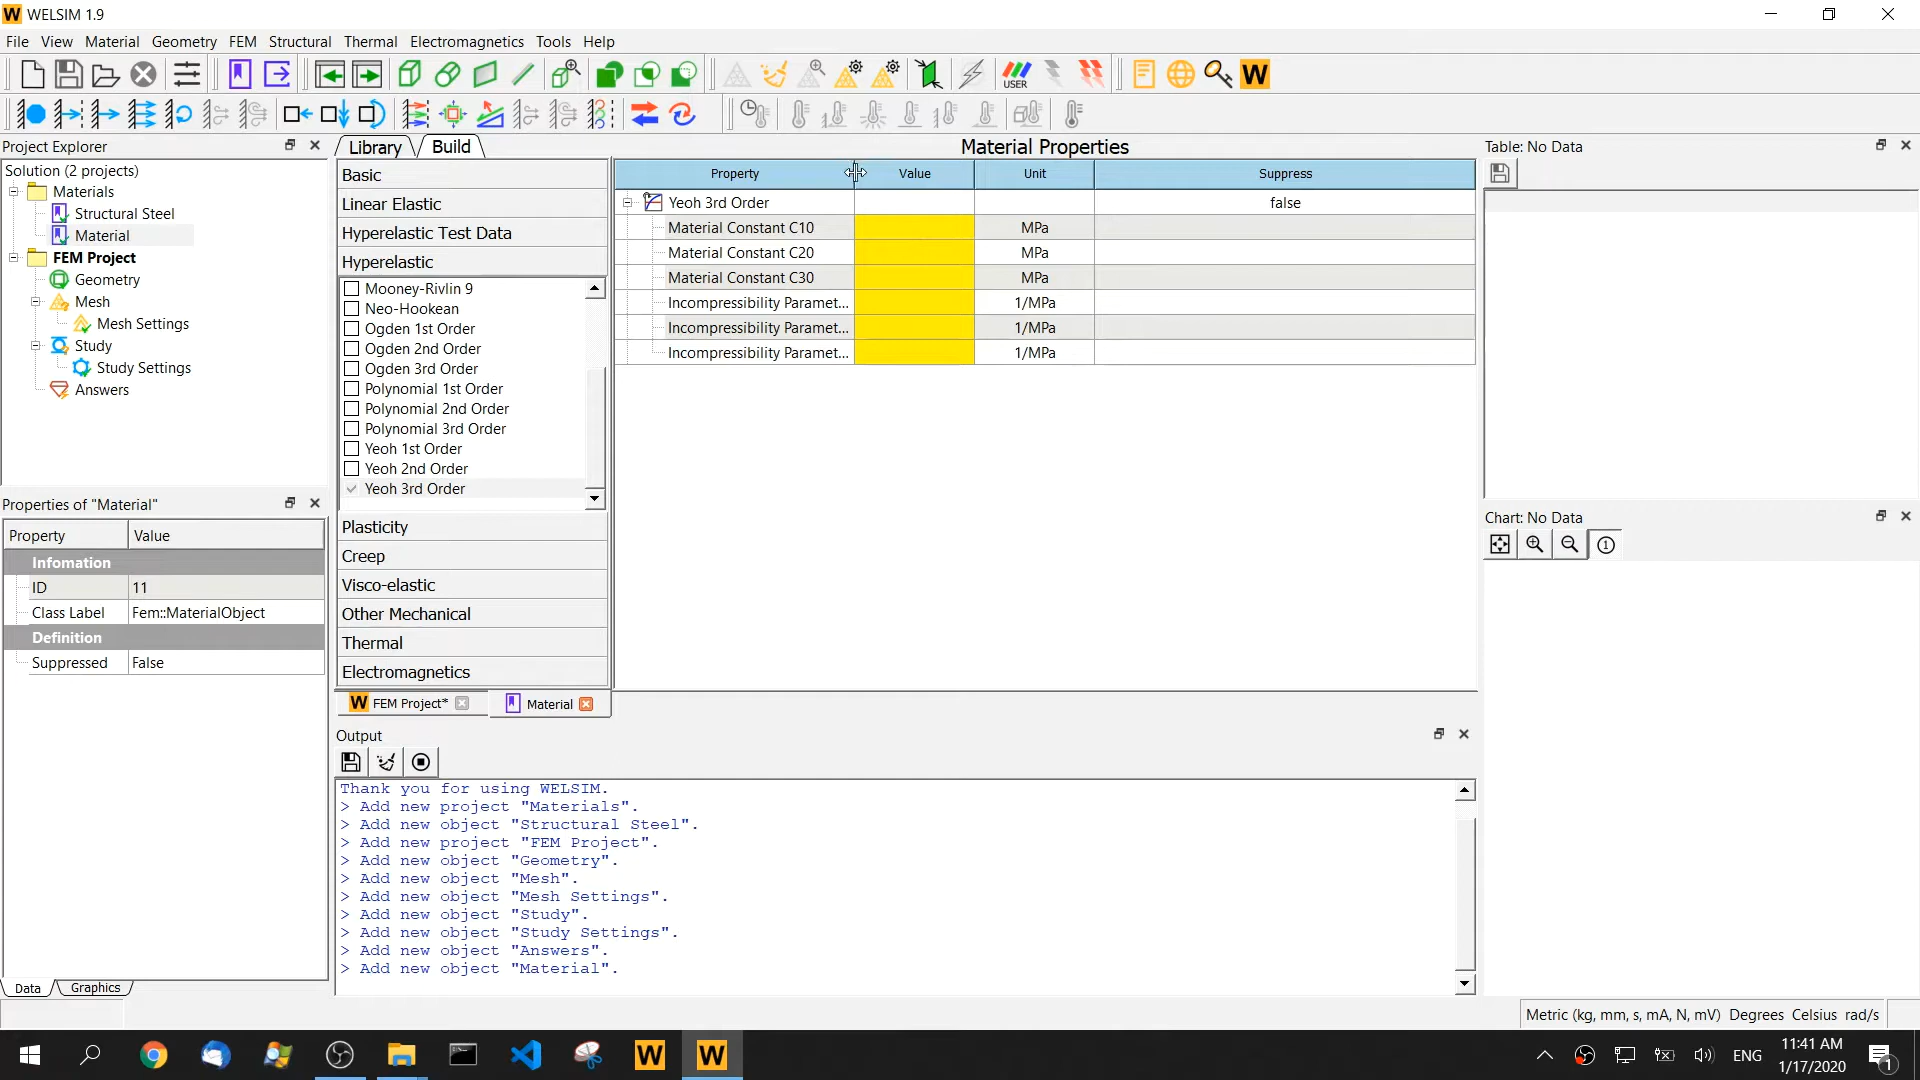 WELSIM 1.9
File View Material Geometry FEM Structural Thermal Electromagnetics Tools Help
USER
W
Project Explorer
Solution (2 projects)
Materials
Structural Steel
Material
FEM Project
Geometry
Mesh
Mesh Settings
Study
Study Settings
Answers
Properties of "Material"
Property Value
Infomation
ID 11
Class Label Fem::MaterialObject
Definition
Suppressed False
Data Graphics
Library Build
Basic
Linear Elastic
Hyperelastic Test Data
Hyperelastic
Mooney-Rivlin 9
Neo-Hookean
Ogden 1st Order
Ogden 2nd Order
Ogden 3rd Order
Polynomial 1st Order
Polynomial 2nd Order
Polynomial 3rd Order
Yeoh 1st Order
Yeoh 2nd Order
Yeoh 3rd Order
Plasticity
Creep
Visco-elastic
Other Mechanical
Thermal
Electromagnetics
Material Properties
Property Value Unit Suppress
Yeoh 3rd Order false
Material Constant C10 MPa
Material Constant C20 MPa
Material Constant C30 MPa
Incompressibility Paramet... 1/MPa
Incompressibility Paramet... 1/MPa
Incompressibility Paramet... 1/MPa
W FEM Project* Material
Output
Thank you for using WELSIM.
> Add new project "Materials".
> Add new object "Structural Steel".
> Add new project "FEM Project".
> Add new object "Geometry".
> Add new object "Mesh".
> Add new object "Mesh Settings".
> Add new object "Study".
> Add new object "Study Settings".
> Add new object "Answers".
> Add new object "Material".
Table: No Data
Chart: No Data
Metric (kg, mm, s, mA, N, mV) Degrees Celsius rad/s
W W
ENG
11:41 AM
1/17/2020
1